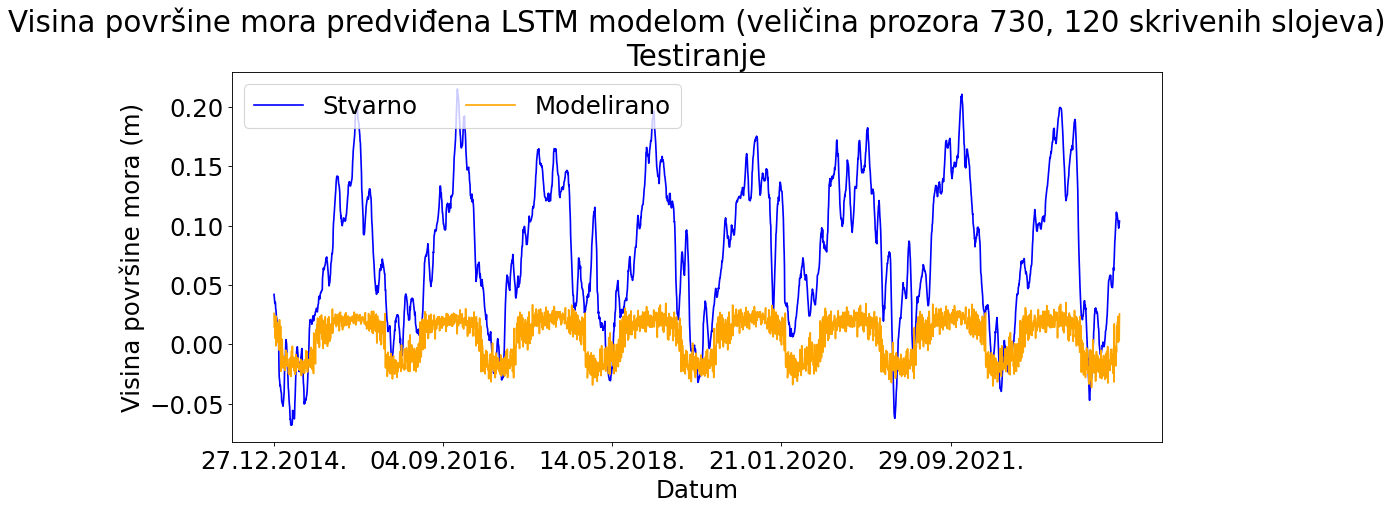 Visina površine mora predviđena LSTM modelom (veličina prozora 730, 120 skrivenih slojeva)
Testiranje
Stvarno
Modelirano
Visina površine mora (m)
0.20
0.15
0.10
0.05
0.00
−0.05
27.12.2014.
04.09.2016.
14.05.2018.
21.01.2020.
29.09.2021.
Datum